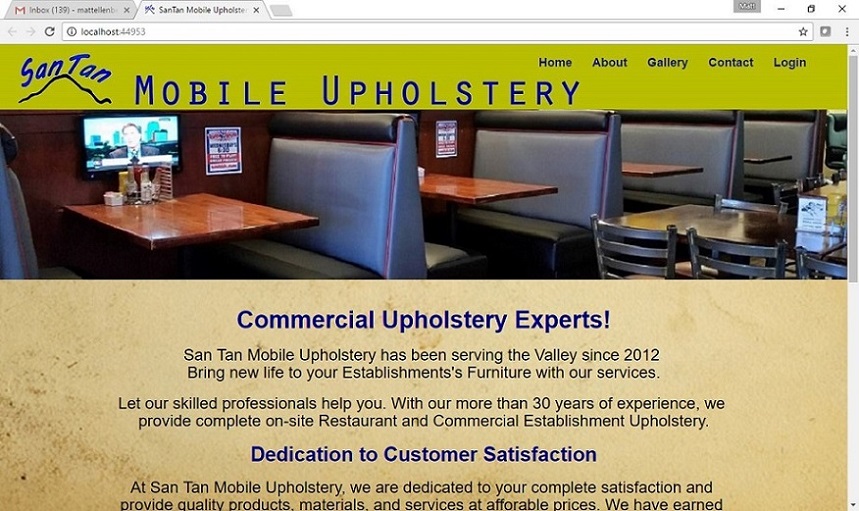 Inbox (139) - mattellenb
SanTan Mobile Upholster
Matt
localhost:44953
San Tan
Mobile Upholstery
Home About Gallery Contact Login
Commercial Upholstery Experts!
San Tan Mobile Upholstery has been serving the Valley since 2012
Bring new life to your Establishments's Furniture with our services.
Let our skilled professionals help you. With our more than 30 years of experience, we
provide complete on-site Restaurant and Commercial Establishment Upholstery.
Dedication to Customer Satisfaction
At San Tan Mobile Upholstery, we are dedicated to your complete satisfaction and
provide quality products, materials, and services at afforable prices. We have earned